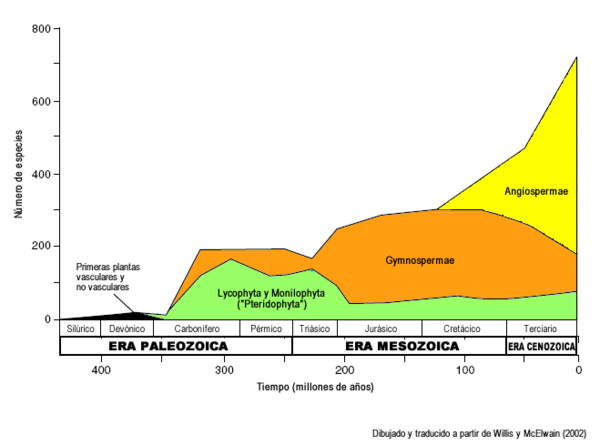 800
600
400
200
0
Número de especies
Angiospermae
Gymnospermae
Primeras plantas
vasculares y
no vasculares
Lycophyta y Monilophyta
("Pteridophyta")
Silúrico Devónico Carbonífero Pérmico Triásico Jurásico Cretácico Terciario
ERA PALEOZOICA ERA MESOZOICA ERA CENOZOICA
400 300 200 100 0
Tiempo (millones de años)
Dibujado y traducido a partir de Willis y McElwain (2002)